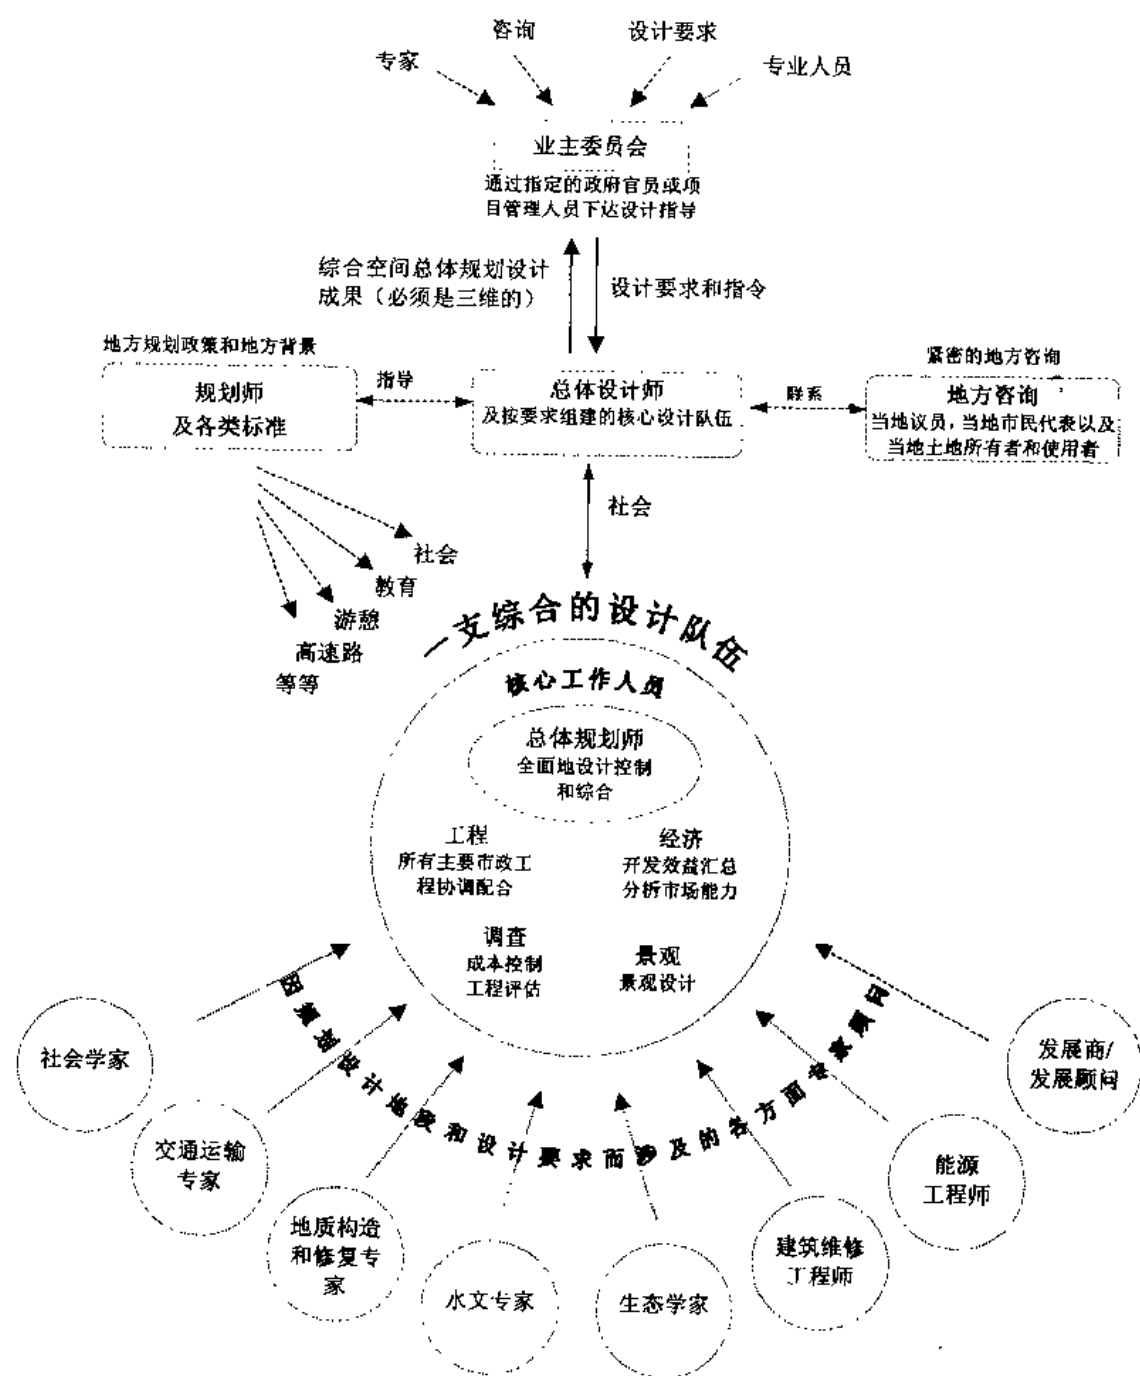 咨询
设计要求
专家
专业人员
业主委员会
通过指定的政府官员或项
目管理人员下达设计指导
综合空间总体规划设计
成果（必须是三维的）
设计要求和指令
地方规划政策和地方背景
紧密的地方咨询
规划师
及各类标准
指导
总体设计师
及按要求组建的核心设计队伍
联系
地方咨询
当地议员，当地市民代表以及
当地土地所有者和使用者
社会
社会
教育
游憩
高速路
等等
一支综合的设计队伍
核心工作人员
总体规划师
全面地设计控制
和综合
工程
所有主要市政工
程协调配合
经济
开发效益汇总
分析市场能力
调查
成本控制
工程评估
景观
景观设计
设计地段和设计要求而涉及的各方面专家顾问
社会学家
交通运输
专家
地质构造
和修复专
家
水文专家
生态学家
建筑维修
工程师
能源
工程师
发展商/
发展顾问